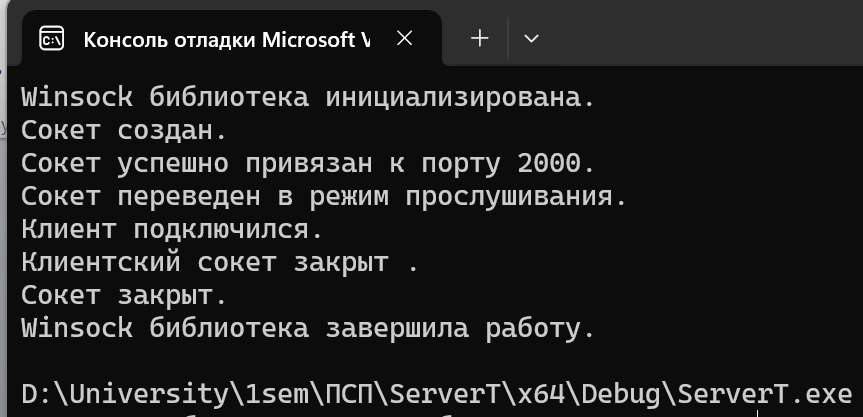 Консоль отладки Microsoft V
Winsock библиотека инициализирована.
Сокет создан.
Сокет успешно привязан к порту 2000.
Сокет переведен в режим прослушивания.
Клиент подключился.
Клиентский сокет закрыт .
Сокет закрыт.
Winsock библиотека завершила работу.
D:\University\1sem\ПСП\ServerT\x64\Debug\ServerT.exe